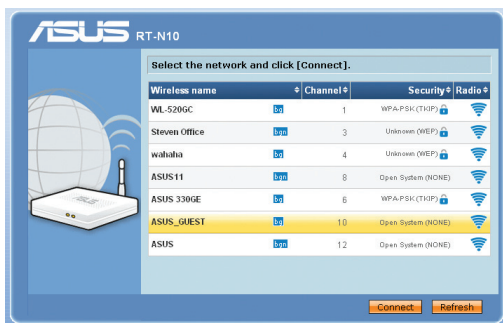 ASUS RT-N10
Select the network and click [Connect].
Wireless name Channel Security Radio
WL-520GC bg 1 WPA-PSK (TKIP)
Steven Office bgn 3 Unknown (WEP)
wahaha bg 4 Unknown (WEP)
ASUS11 bgn 8 Open System (NONE)
ASUS 330GE bg 6 WPA-PSK (TKIP)
ASUS_GUEST bg 10 Open System (NONE)
ASUS bgn 12 Open System (NONE)
ASUS
Connect Refresh